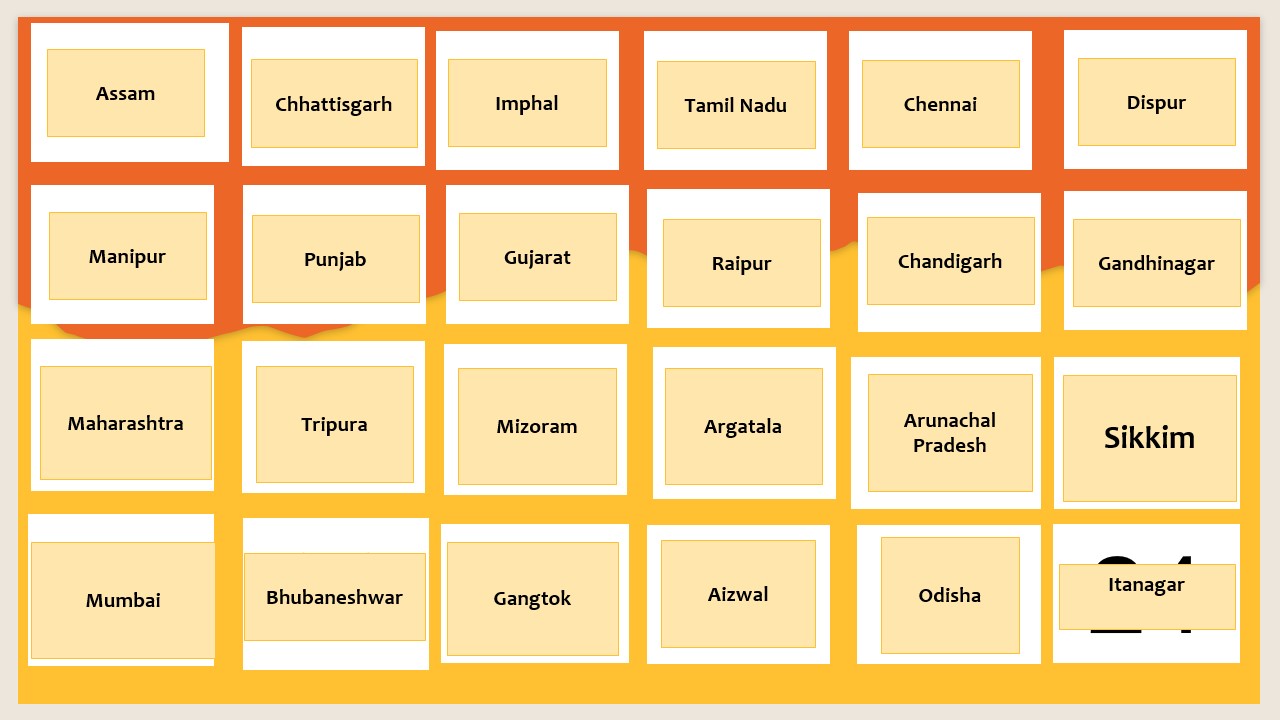 Assam
Chhattisgarh
Imphal
Tamil Nadu
Chennai
Dispur
Manipur
Punjab
Gujarat
Raipur
Chandigarh
Gandhinagar
Maharashtra
Tripura
Mizoram
Argatala
Arunachal
Pradesh
Sikkim
Mumbai
Bhubaneshwar
Gangtok
Aizwal
Odisha
Itanagar